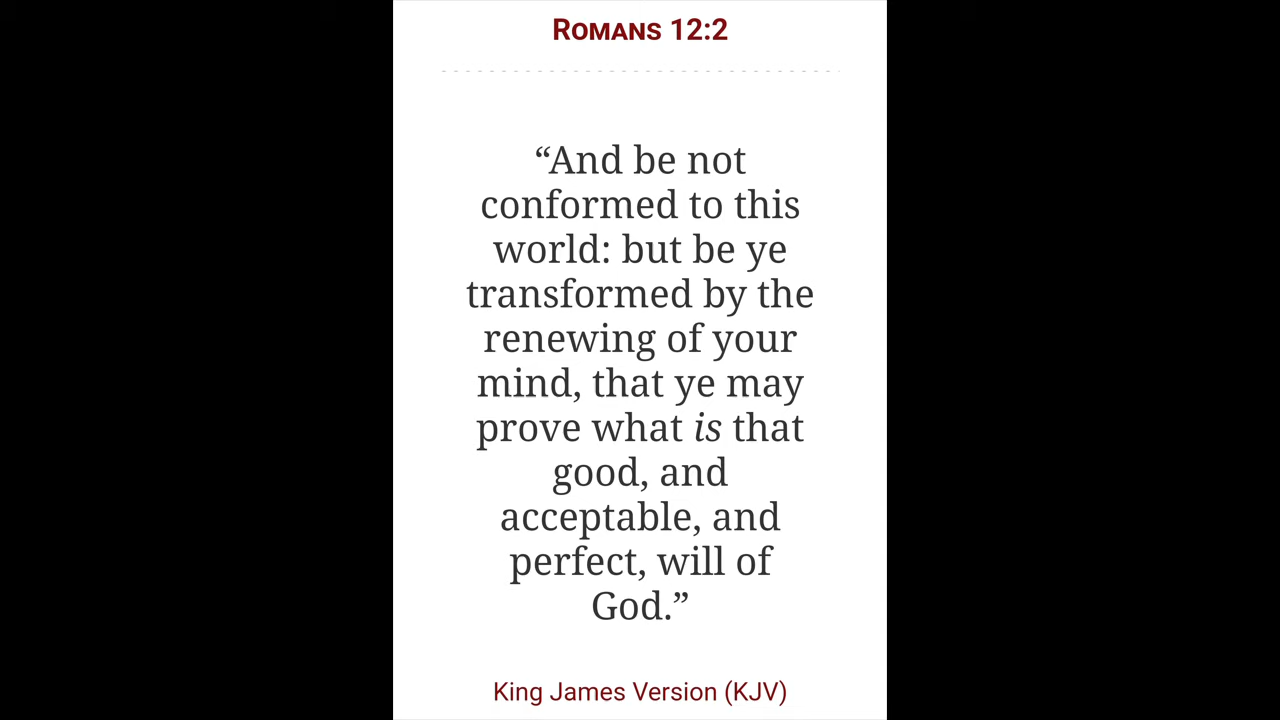 Romans 12:2
“And be not
conformed to this
world: but be ye
transformed by the
renewing of your
mind, that ye may
prove what is that
good, and
acceptable, and
perfect, will of
God.”
King James Version (KJV)